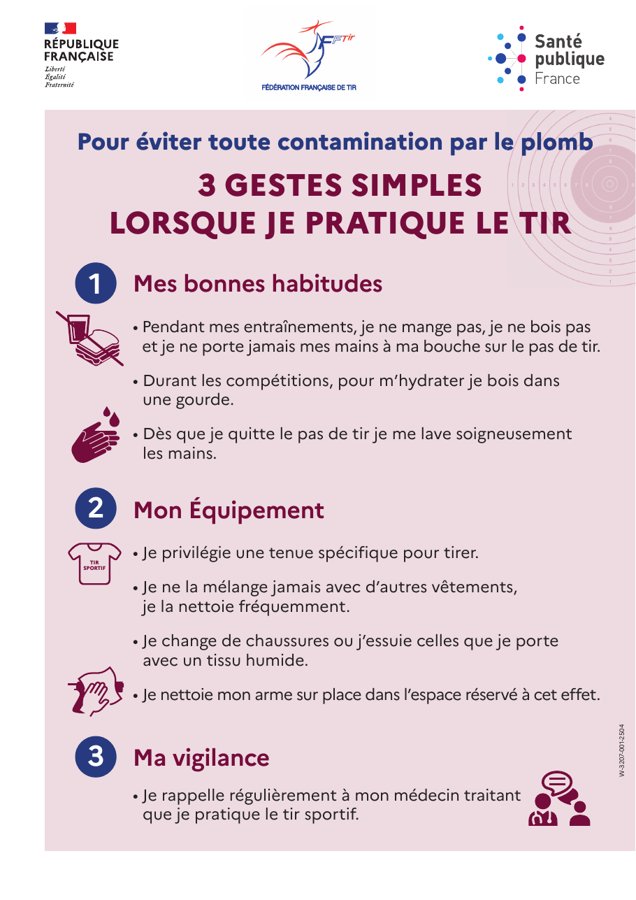 RÉPUBLIQUE
FRANÇAISE
Liberté
Égalité
Fraternité
FFTir
FÉDÉRATION FRANÇAISE DE TIR
Santé
publique
France
Pour éviter toute contamination par le plomb
3 GESTES SIMPLES
LORSQUE JE PRATIQUE LE TIR
1 Mes bonnes habitudes
• Pendant mes entraînements, je ne mange pas, je ne bois pas
et je ne porte jamais mes mains à ma bouche sur le pas de tir.
• Durant les compétitions, pour m’hydrater je bois dans
une gourde.
• Dès que je quitte le pas de tir je me lave soigneusement
les mains.
2 Mon Équipement
TIR
SPORTIF
• Je privilégie une tenue spécifique pour tirer.
• Je ne la mélange jamais avec d’autres vêtements,
je la nettoie fréquemment.
• Je change de chaussures ou j’essuie celles que je porte
avec un tissu humide.
• Je nettoie mon arme sur place dans l’espace réservé à cet effet.
3 Ma vigilance
• Je rappelle régulièrement à mon médecin traitant
que je pratique le tir sportif.
W-3207-001-2504